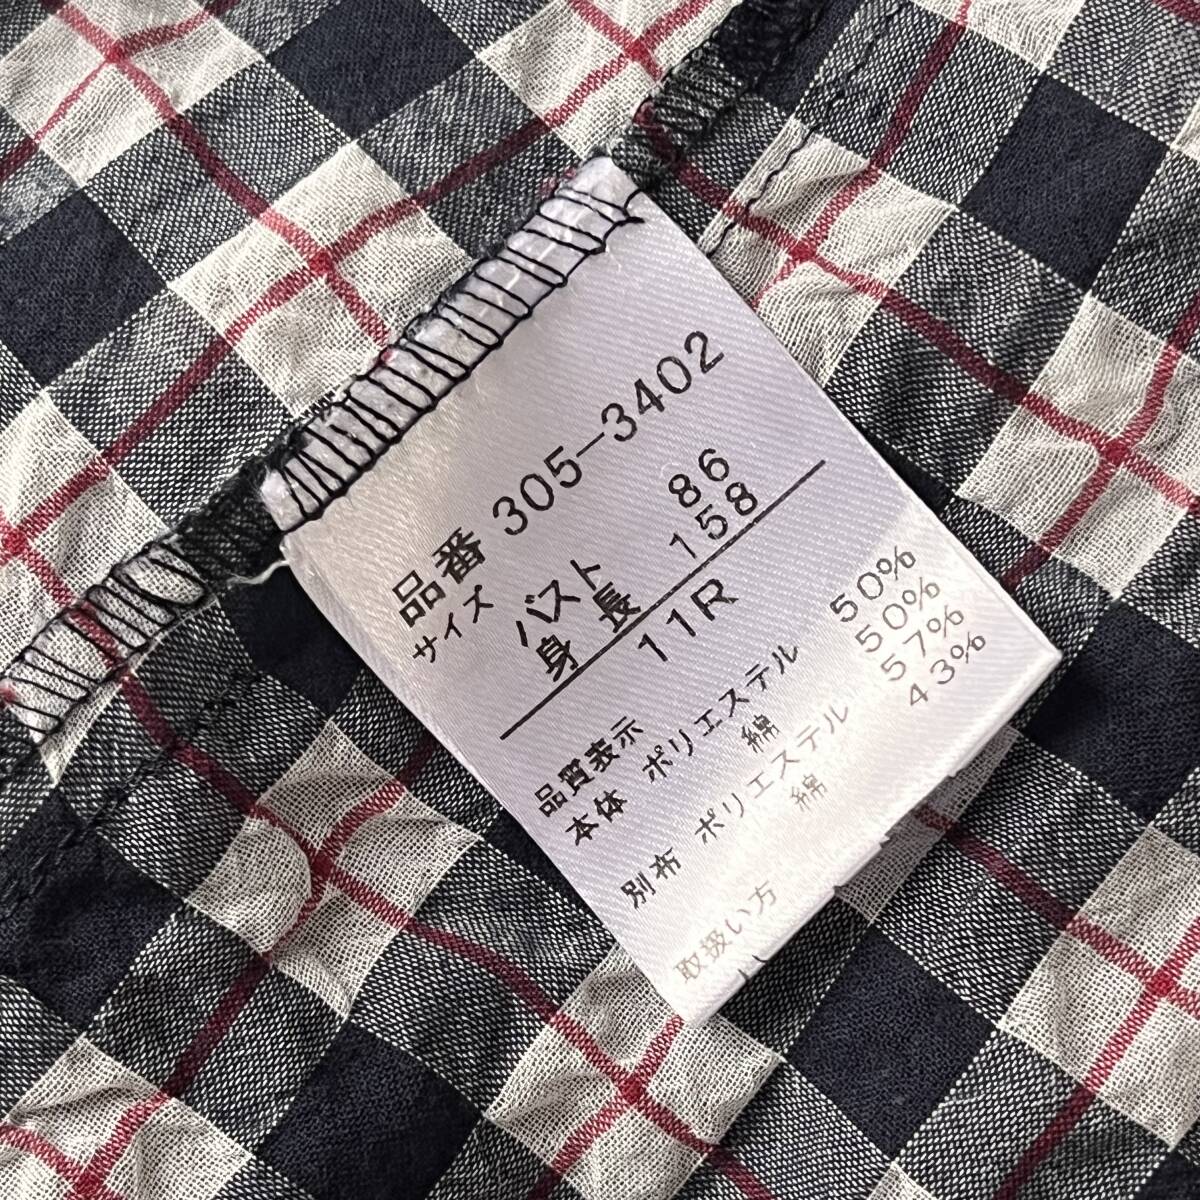 品番 305-3402
サイズ
バスト 86
身長 158
11R
品質表示
本体 ポリエステル 50%
綿 50%
別布 ポリエステル 57%
綿 43%
取扱い方